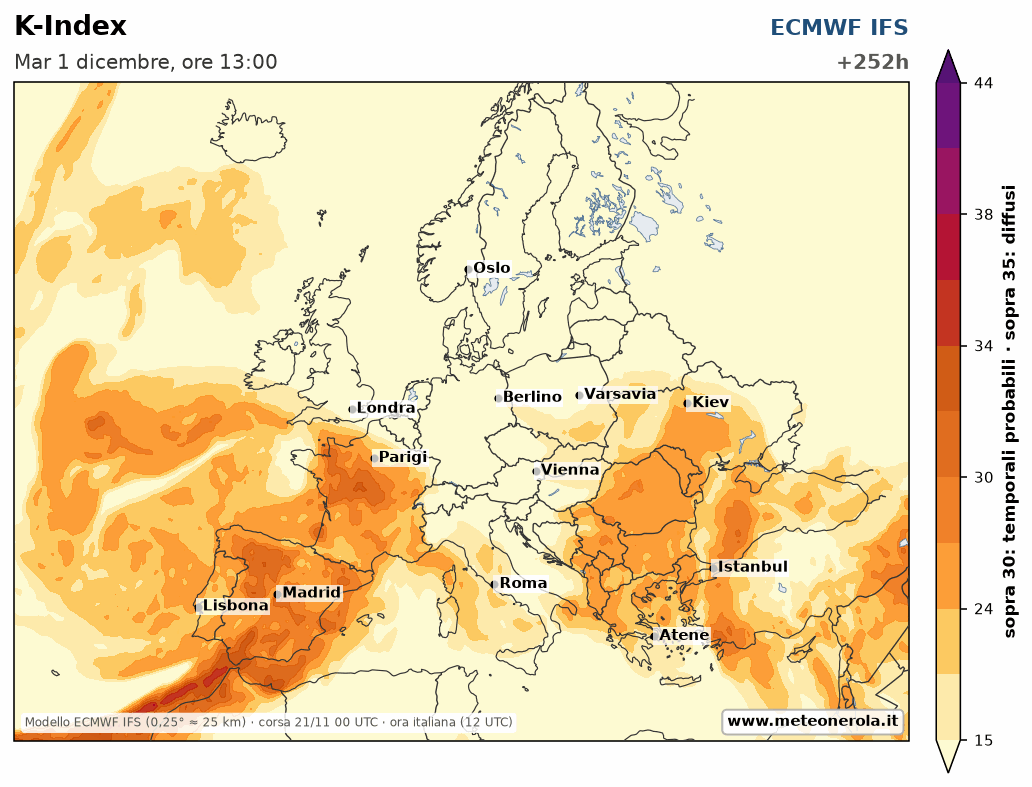 K-Index
ECMWF IFS
Mar 1 dicembre, ore 13:00
+252h
44
38
34
30
24
15
sopra 30: temporali probabili · sopra 35: diffusi
Oslo
Berlino
Varsavia
Kiev
Londra
Parigi
Vienna
Istanbul
Roma
Madrid
Lisbona
Atene
Modello ECMWF IFS (0,25° ≈ 25 km) · corsa 21/11 00 UTC · ora italiana (12 UTC)
www.meteonerola.it